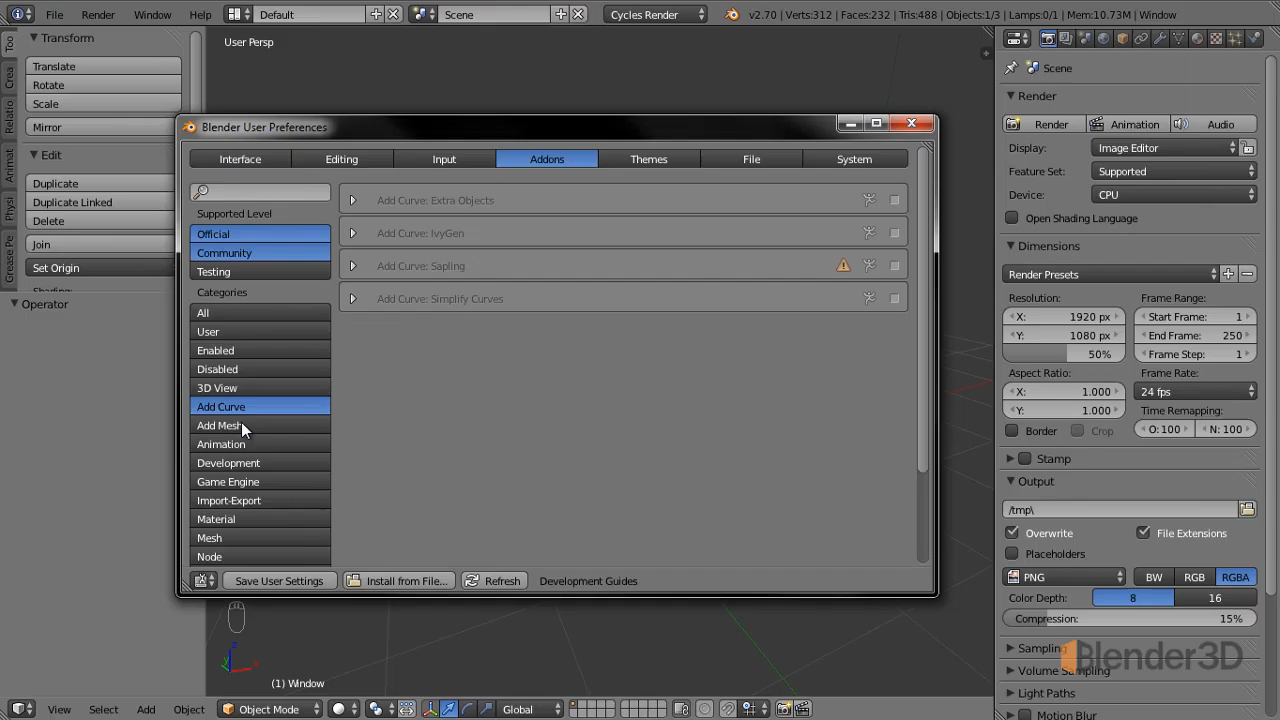 File Render Window Help Default Scene Cycles Render v2.70 | Verts:312 | Faces:232 | Tris:488 | Objects:1/3 | Lamps:0/1 | Mem:10.73M | Window
Transform
Translate
Rotate
Scale
Mirror
Edit
Duplicate
Duplicate Linked
Delete
Join
Set Origin
Operator
Too
Crea
Relatio
Animat
Physi
Grease Pe
User Persp
Blender User Preferences
Interface Editing Input Addons Themes File System
Supported Level
Official
Community
Testing
Categories
All
User
Enabled
Disabled
3D View
Add Curve
Add Mesh
Animation
Development
Game Engine
Import-Export
Material
Mesh
Node
Add Curve: Extra Objects
Add Curve: IvyGen
Add Curve: Sapling
Add Curve: Simplify Curves
Save User Settings Install from File... Refresh Development Guides
(1) Window
z
y
x
View Select Add Object Object Mode Global
Scene
Render
Render Animation Audio
Display: Image Editor
Feature Set: Supported
Device: CPU
Open Shading Language
Dimensions
Render Presets
Resolution: Frame Range:
X: 1920 px Start Frame: 1
Y: 1080 px End Frame: 250
50% Frame Step: 1
Aspect Ratio: Frame Rate:
X: 1.000 24 fps
Y: 1.000 Time Remapping:
Border Crop O: 100 N: 100
Stamp
Output
/tmp\
Overwrite File Extensions
Placeholders
PNG BW RGB RGBA
Color Depth: 8 16
Compression: 15%
Sampling
Volume Sampling
Light Paths
Motion Blur
Blender3D